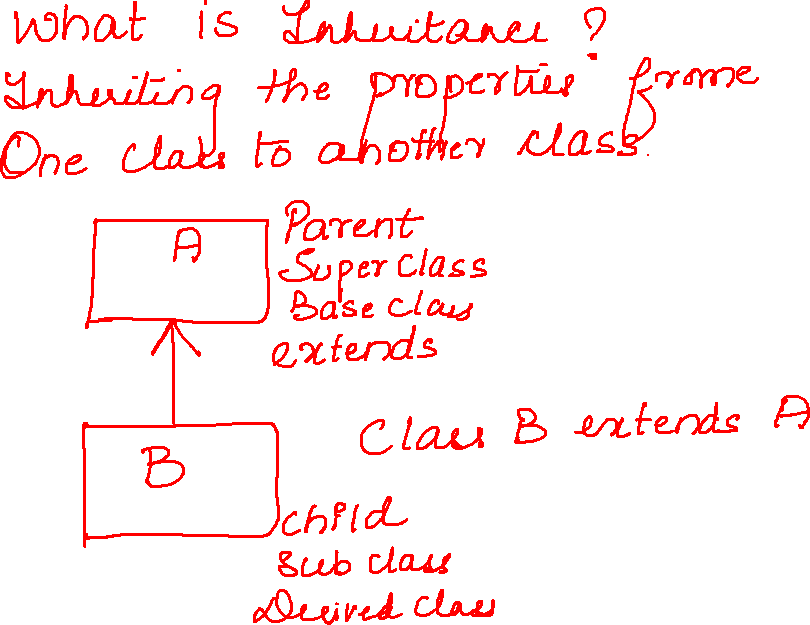 What is Inheritance ?
Inheriting the properties from
One class to another class.
A
Parent
Super class
Base class
extends
Class B extends A
B
child
Sub class
Derived class